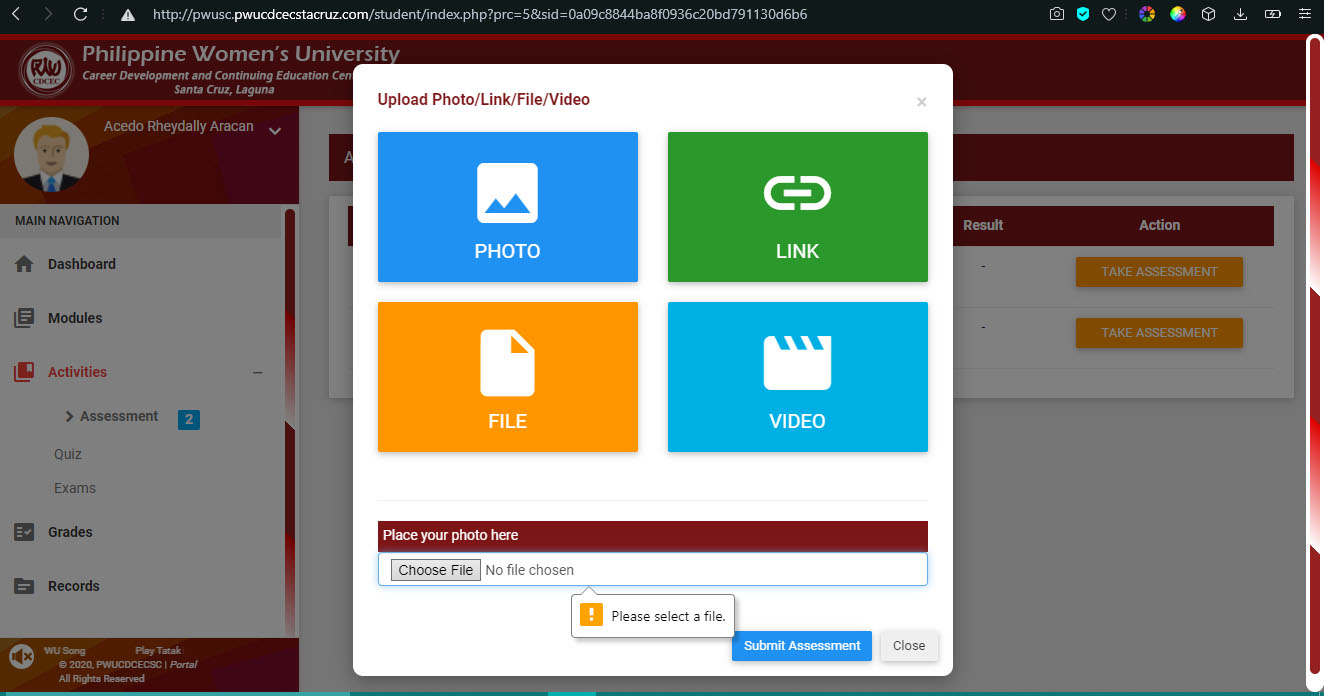 http://pwusc.pwucdcecstacruz.com/student/index.php?prc=5&sid=0a09c8844ba8f0936c20bd791130d6b6
Philippine Women's University
Career Development and Continuing Education Cen
Santa Cruz, Laguna
CDCEC
Acedo Rheydally Aracan
MAIN NAVIGATION
Dashboard
Modules
Activities
Assessment 2
Quiz
Exams
Grades
Records
WU Song Play Tatak
© 2020, PWUCDCECSC | Portal
All Rights Reserved
A
Result Action
- TAKE ASSESSMENT
- TAKE ASSESSMENT
Upload Photo/Link/File/Video ×
PHOTO LINK
FILE VIDEO
Place your photo here
Choose File No file chosen
Please select a file.
Submit Assessment Close